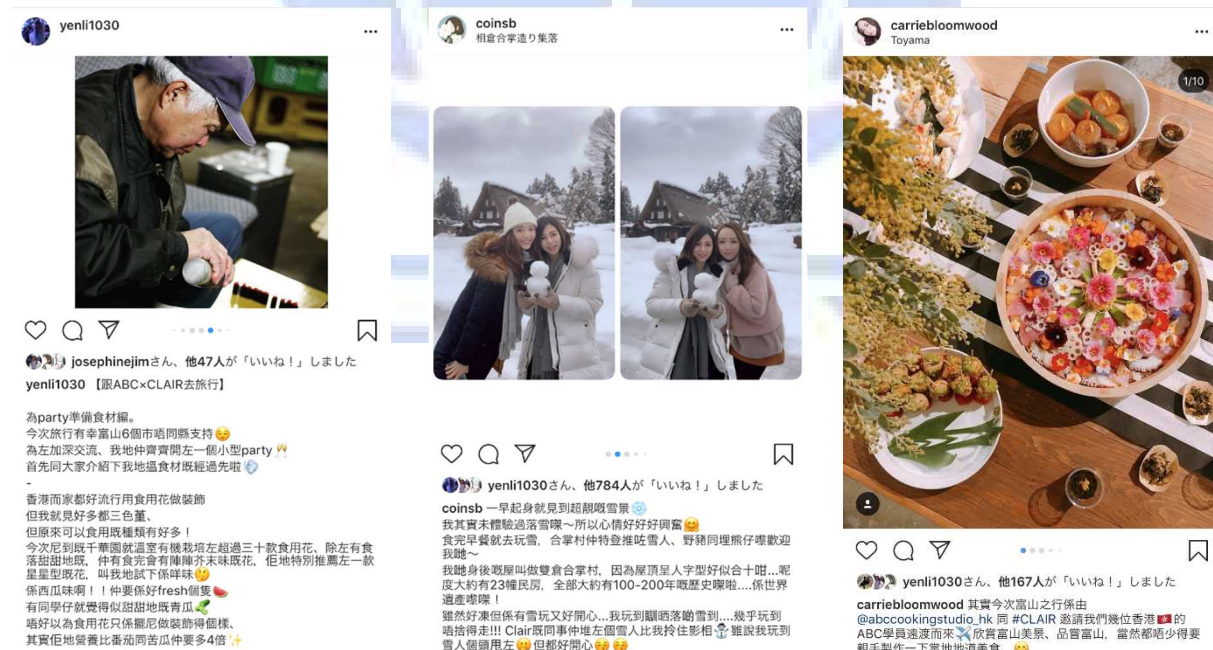 yenli1030
josephinejimさん、他47人が「いいね！」しました
yenli1030 【跟ABC×CLAIR去旅行】
為party準備食材編。
今次旅行有幸富山6個市唔同縣支持😌
為左加深交流、我地仲齊齊開左一個小型party🥂
首先同大家介紹下我地搵食材既經過先啦💨
-
香港而家都好流行用食用花做裝飾
但我就見好多都三色菫、
但原來可以食用既種類有好多！
今次尼到既千華園就溫室有機栽培左超過三十款食用花、除左有食
落甜甜地既，仲有食完會有陣陣芥末味既花，佢地特別推薦左一款
星星型既花，叫我地試下係咩味🤔
係西瓜味啊！！仲要係好fresh個隻🍉
有同學仔就覺得似甜甜地既青瓜🥒
唔好以為食用花只係擺尼做裝飾得個樣、
其實佢地營養比番茄同苦瓜仲要多4倍✨
coinsb
相倉合掌造り集落
yenli1030さん、他784人が「いいね！」しました
coinsb 一早起身就見到超靚嘅雪景❄️
我其實未體驗過落雪㗎～所以心情好好好興奮🤗
食完早餐就去玩雪，合掌村仲特登推咗雪人、野豬同埋熊仔嚟歡迎
我哋～
我哋身後嘅屋叫做雙倉合掌村，因為屋頂呈人字型好似合十咁...呢
度大約有23幢民房，全部大約有100-200年嘅歷史㗎啦....係世界
遺產嚟㗎！
雖然好凍但係有雪玩又好開心...我玩到瞓晒落啲雪到....幾乎玩到
唔捨得走!!! Clair既同事仲堆左個雪人比我拎住影相⛄雖說我玩到
雪人個頭甩左😆但都好開心😚😚
carriebloomwood
Toyama
1/10
yenli1030さん、他167人が「いいね！」しました
carriebloomwood 其實今次富山之行係由
@abccookingstudio_hk 同 #CLAIR 邀請我們幾位香港🇭🇰的
ABC學員遠渡而來✈️欣賞富山美景、品嘗富山，當然都唔少得要
親手製作一下當地地道美食